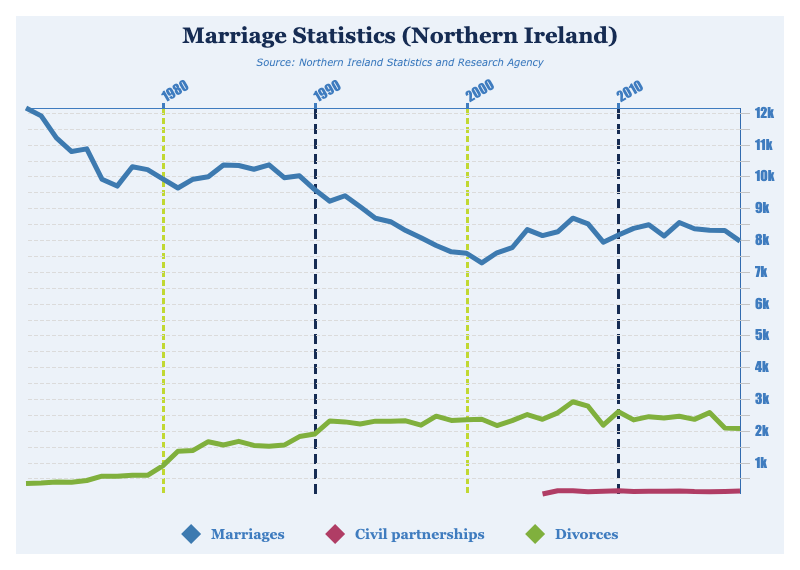 Marriage Statistics (Northern Ireland)
Source: Northern Ireland Statistics and Research Agency
1980 1990 2000 2010
12k
11k
10k
9k
8k
7k
6k
5k
4k
3k
2k
1k
Marriages Civil partnerships Divorces